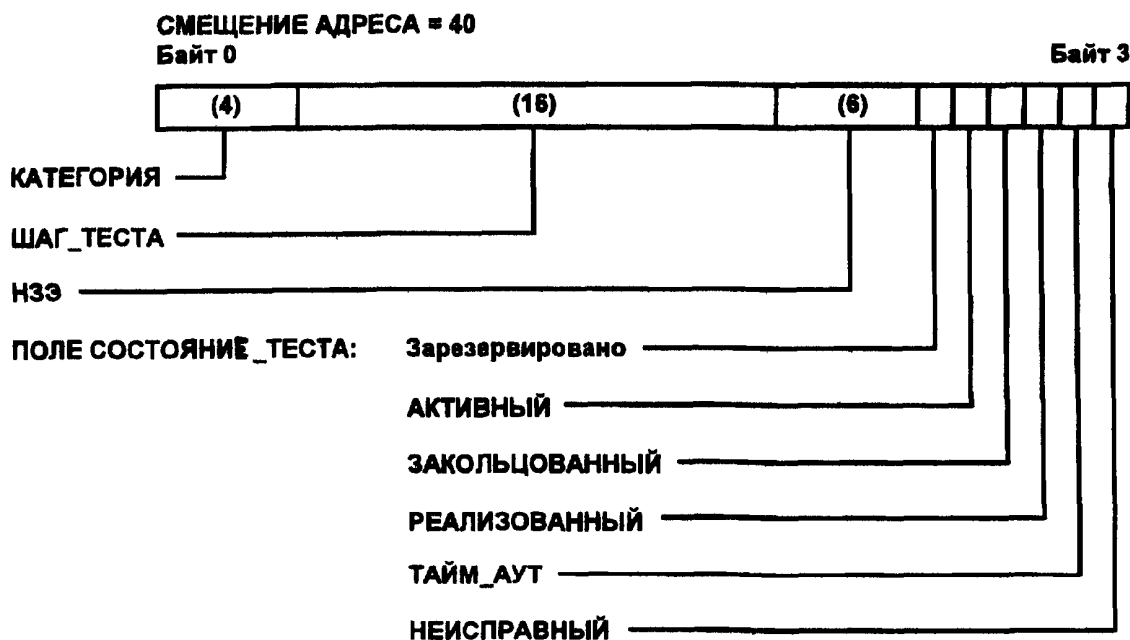 СМЕЩЕНИЕ АДРЕСА = 40
Байт 0 Байт 3
(4) (16) (6)
КАТЕГОРИЯ
ШАГ_ТЕСТА
НЗЭ
ПОЛЕ СОСТОЯНИЕ_ТЕСТА: Зарезервировано
АКТИВНЫЙ
ЗАКОЛЬЦОВАННЫЙ
РЕАЛИЗОВАННЫЙ
ТАЙМ_АУТ
НЕИСПРАВНЫЙ